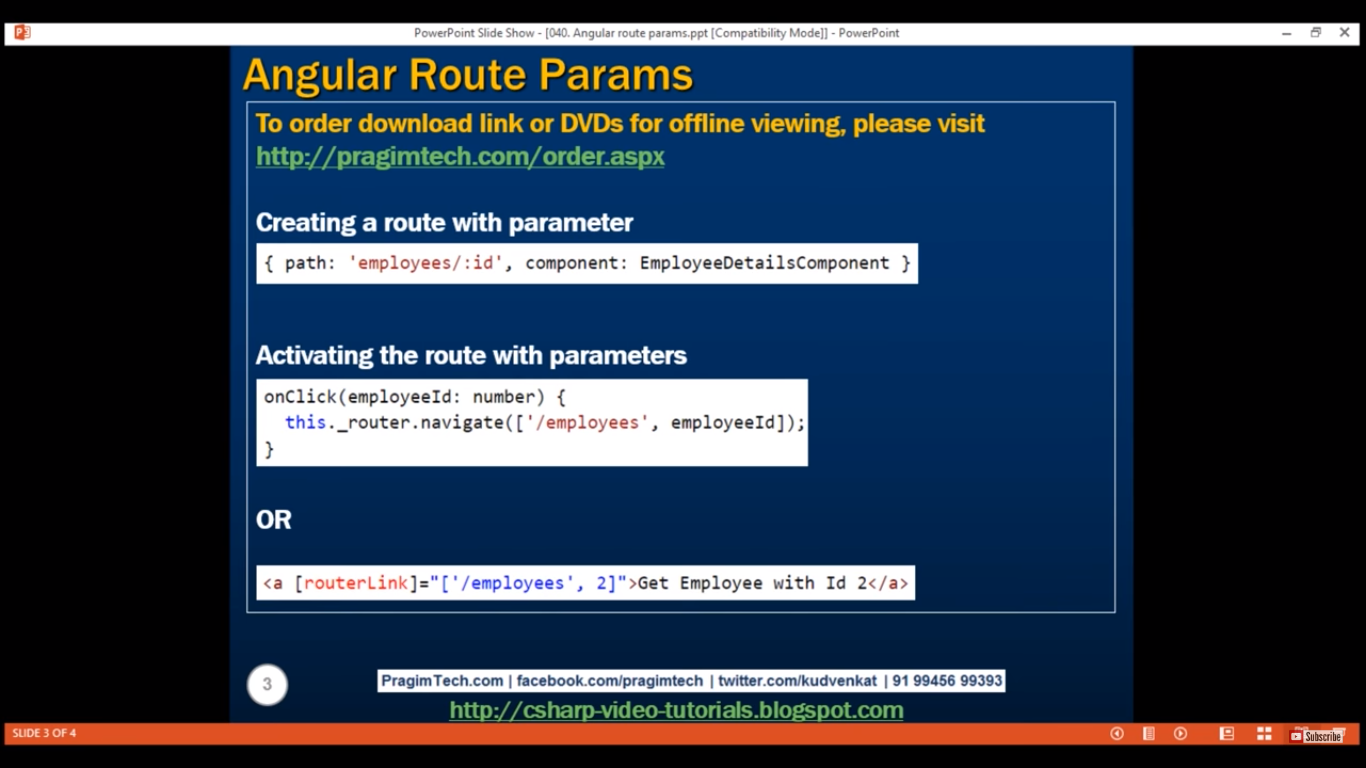 PowerPoint Slide Show - [040. Angular route params.ppt [Compatibility Mode]] - PowerPoint
Angular Route Params
To order download link or DVDs for offline viewing, please visit
http://pragimtech.com/order.aspx
Creating a route with parameter
{ path: 'employees/:id', component: EmployeeDetailsComponent }
Activating the route with parameters
onClick(employeeId: number) {
this._router.navigate(['/employees', employeeId]);
}
OR
<a [routerLink]="['/employees', 2]">Get Employee with Id 2</a>
3
PragimTech.com | facebook.com/pragimtech | twitter.com/kudvenkat | 91 99456 99393
http://csharp-video-tutorials.blogspot.com
SLIDE 3 OF 4
Subscribe